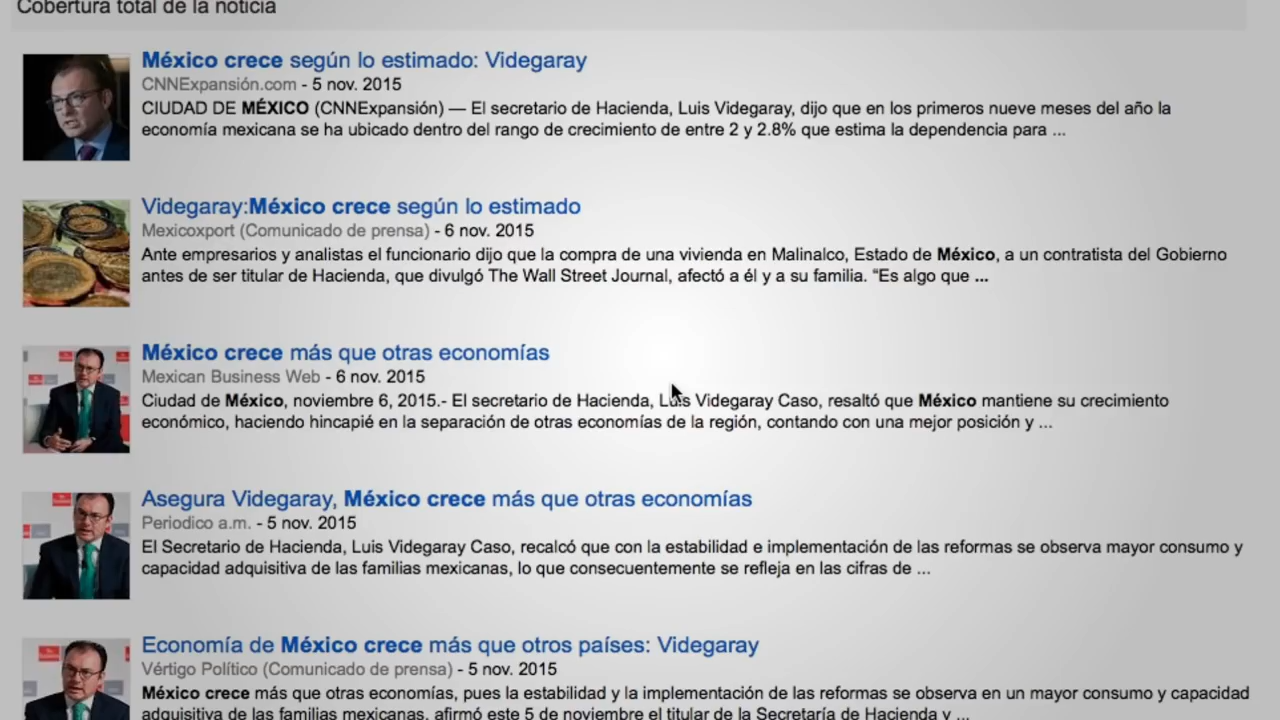 Cobertura total de la noticia
México crece según lo estimado: Videgaray
CNNExpansión.com - 5 nov. 2015
CIUDAD DE MÉXICO (CNNExpansión) — El secretario de Hacienda, Luis Videgaray, dijo que en los primeros nueve meses del año la
economía mexicana se ha ubicado dentro del rango de crecimiento de entre 2 y 2.8% que estima la dependencia para ...
Videgaray:México crece según lo estimado
Mexicoxport (Comunicado de prensa) - 6 nov. 2015
Ante empresarios y analistas el funcionario dijo que la compra de una vivienda en Malinalco, Estado de México, a un contratista del Gobierno
antes de ser titular de Hacienda, que divulgó The Wall Street Journal, afectó a él y a su familia. “Es algo que ...
México crece más que otras economías
Mexican Business Web - 6 nov. 2015
Ciudad de México, noviembre 6, 2015.- El secretario de Hacienda, Luis Videgaray Caso, resaltó que México mantiene su crecimiento
económico, haciendo hincapié en la separación de otras economías de la región, contando con una mejor posición y ...
Asegura Videgaray, México crece más que otras economías
Periodico a.m. - 5 nov. 2015
El Secretario de Hacienda, Luis Videgaray Caso, recalcó que con la estabilidad e implementación de las reformas se observa mayor consumo y
capacidad adquisitiva de las familias mexicanas, lo que consecuentemente se refleja en las cifras de ...
Economía de México crece más que otros países: Videgaray
Vértigo Político (Comunicado de prensa) - 5 nov. 2015
México crece más que otras economías, pues la estabilidad y la implementación de las reformas se observa en un mayor consumo y capacidad
adquisitiva de las familias mexicanas, afirmó este 5 de noviembre el titular de la Secretaría de Hacienda y ...